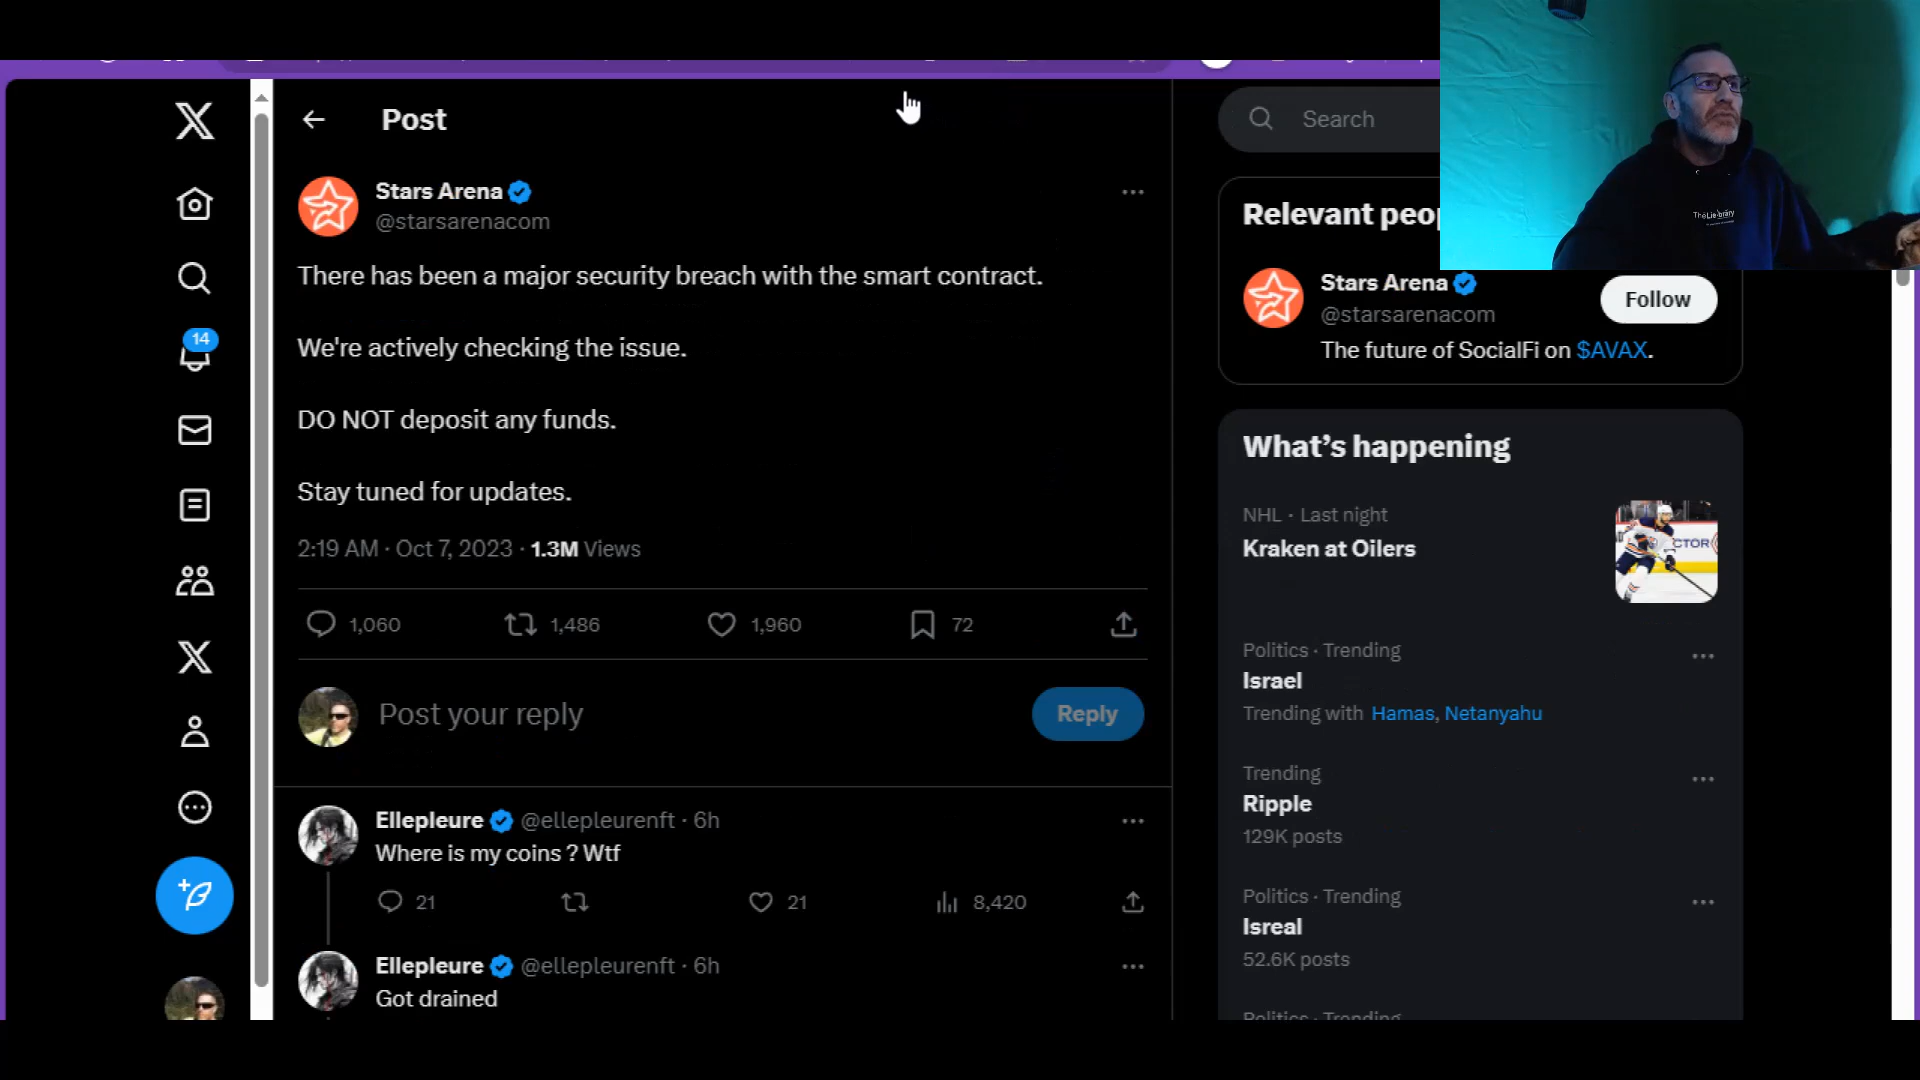 Post
Search
Stars Arena
@starsarenacom
There has been a major security breach with the smart contract.
We're actively checking the issue.
DO NOT deposit any funds.
Stay tuned for updates.
2:19 AM · Oct 7, 2023 · 1.3M Views
1,060 1,486 1,960 72
Post your reply
Reply
Ellepleure @ellepleurenft · 6h
Where is my coins ? Wtf
21 21 8,420
Ellepleure @ellepleurenft · 6h
Got drained
14
Relevant peop
Stars Arena
@starsarenacom
Follow
The future of SocialFi on $AVAX.
What's happening
NHL · Last night
Kraken at Oilers
Politics · Trending
Israel
Trending with Hamas, Netanyahu
Trending
Ripple
129K posts
Politics · Trending
Isreal
52.6K posts
Politics · Trending